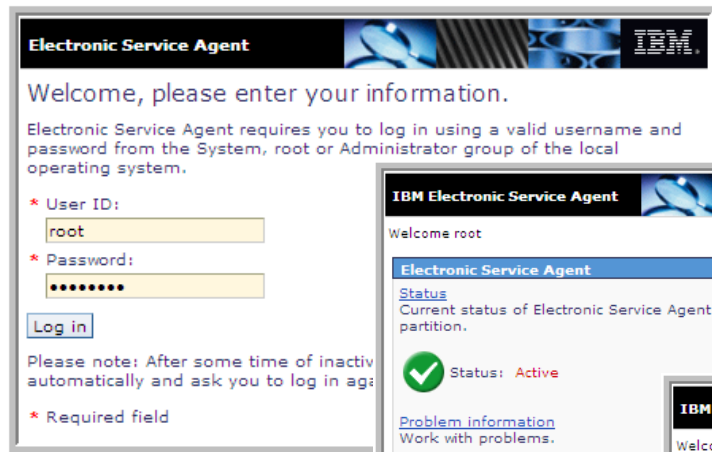 Electronic Service Agent
IBM.
Welcome, please enter your information.
Electronic Service Agent requires you to log in using a valid username and
password from the System, root or Administrator group of the local
operating system.
* User ID:
root
* Password:
••••••••
Log in
Please note: After some time of
automatically and ask you to log in
* Required field
IBM Electronic Service Agent
Welcome root
Electronic Service Agent
Status
Current status of Electronic Service Agent
partition.
Status: Active
Problem information
Work with problems.
IBM